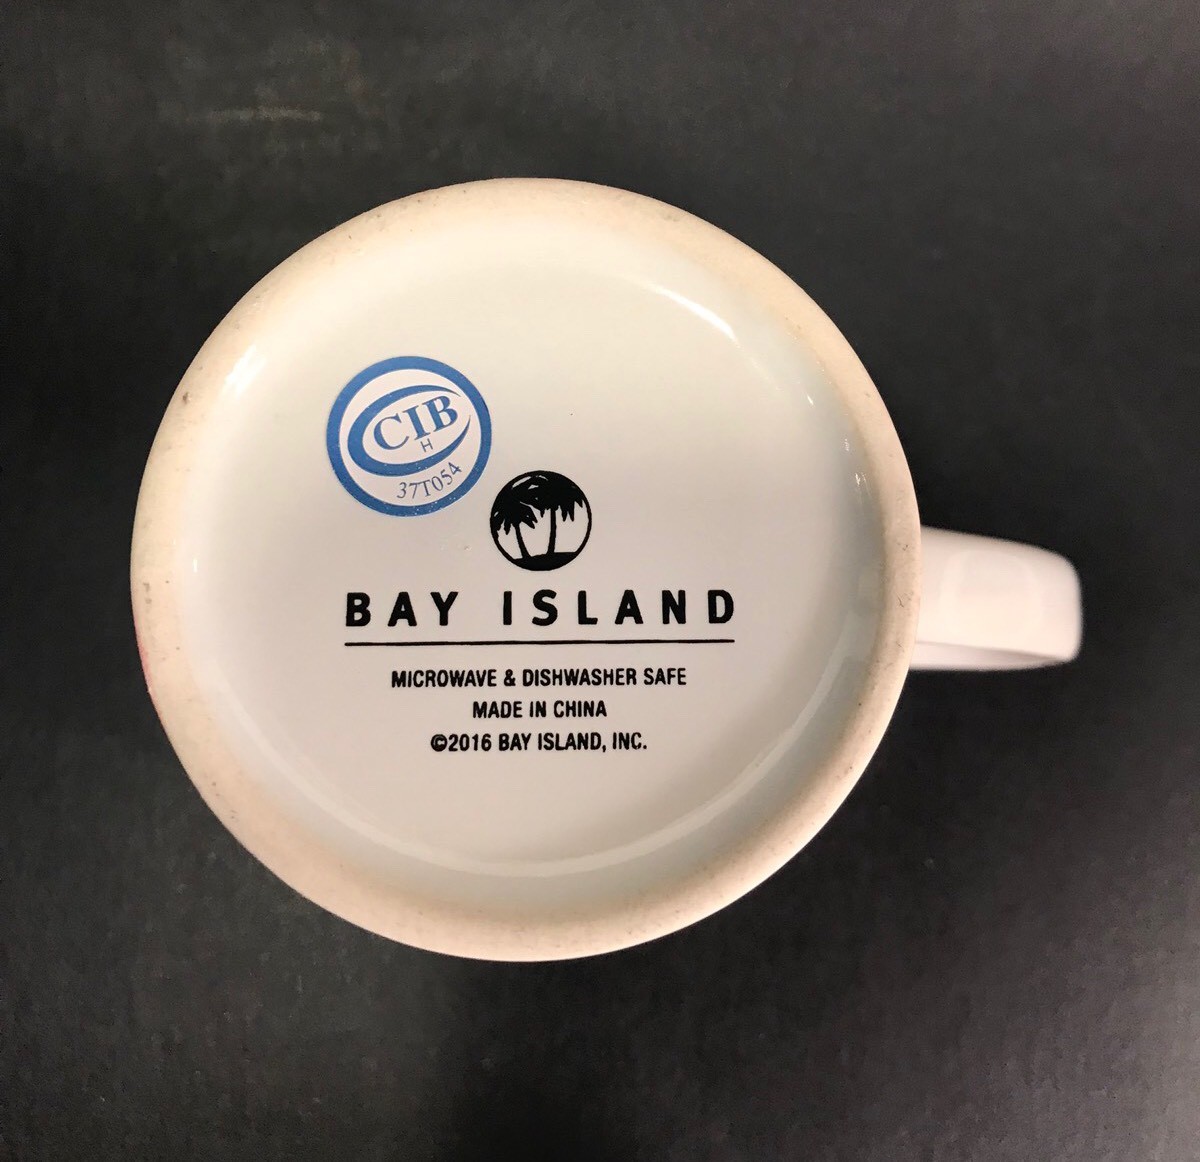 CIB
H
37T054
BAY ISLAND
MICROWAVE & DISHWASHER SAFE
MADE IN CHINA
©2016 BAY ISLAND, INC.